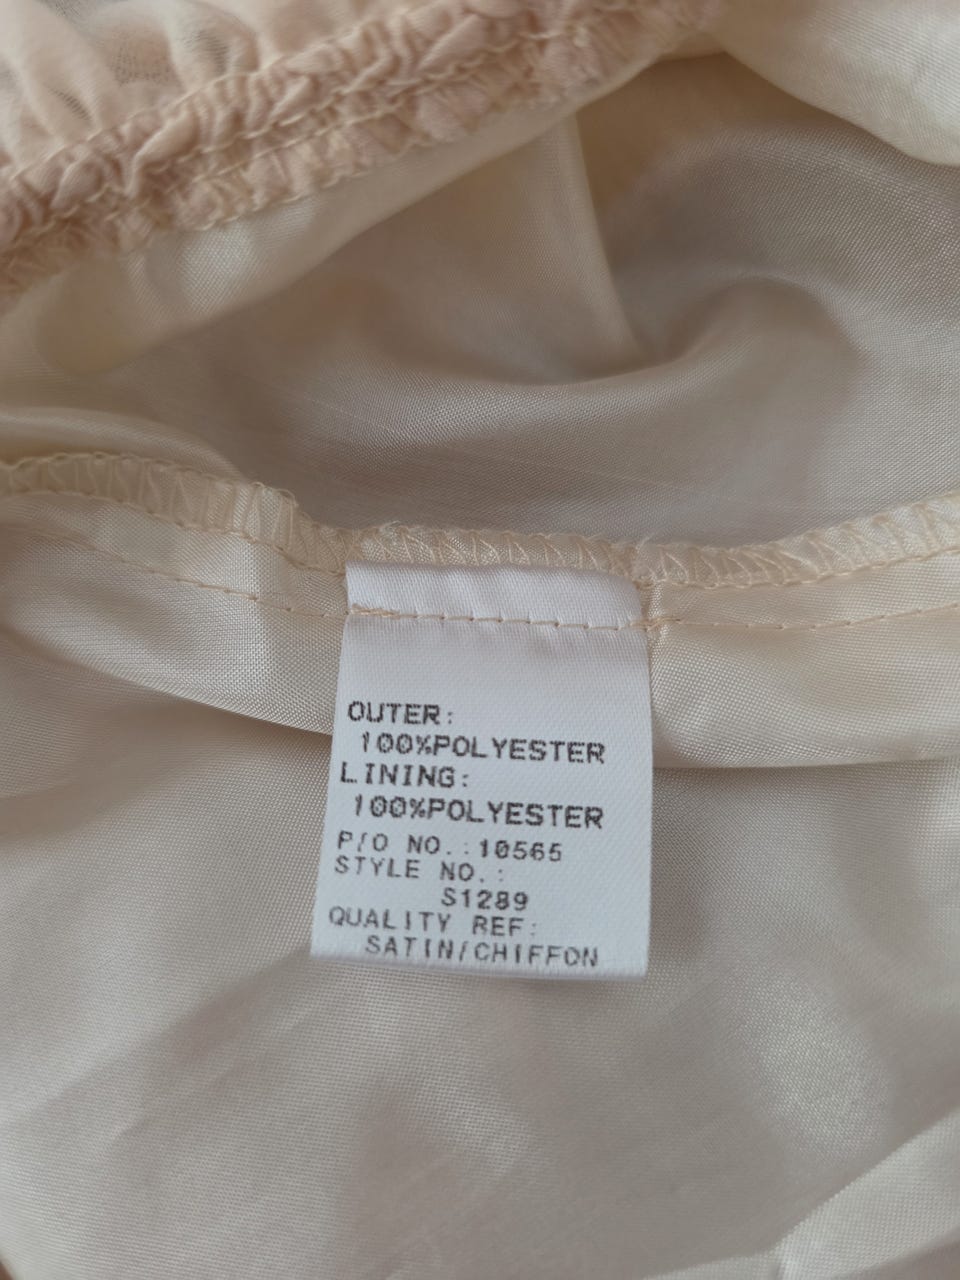 OUTER:
100%POLYESTER
LINING:
100%POLYESTER
P/O NO.:10565
STYLE NO.:
S1289
QUALITY REF:
SATIN/CHIFFON